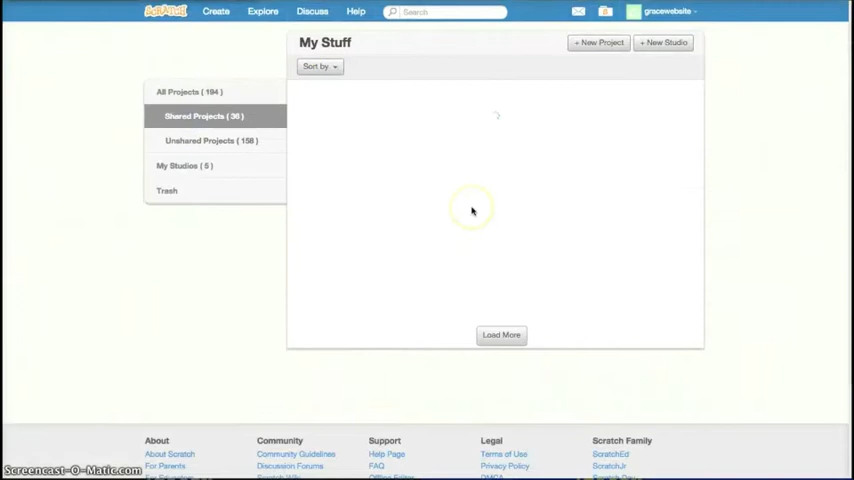 SCRATCH Create Explore Discuss Help Search gracewebsite
My Stuff + New Project + New Studio
Sort by
All Projects ( 194 )
Shared Projects ( 36 )
Unshared Projects ( 158 )
My Studios ( 5 )
Trash
Load More
About Community Support Legal Scratch Family
About Scratch Community Guidelines Help Page Terms of Use ScratchEd
For Parents Discussion Forums FAQ Privacy Policy ScratchJr
Screencast-O-Matic.com